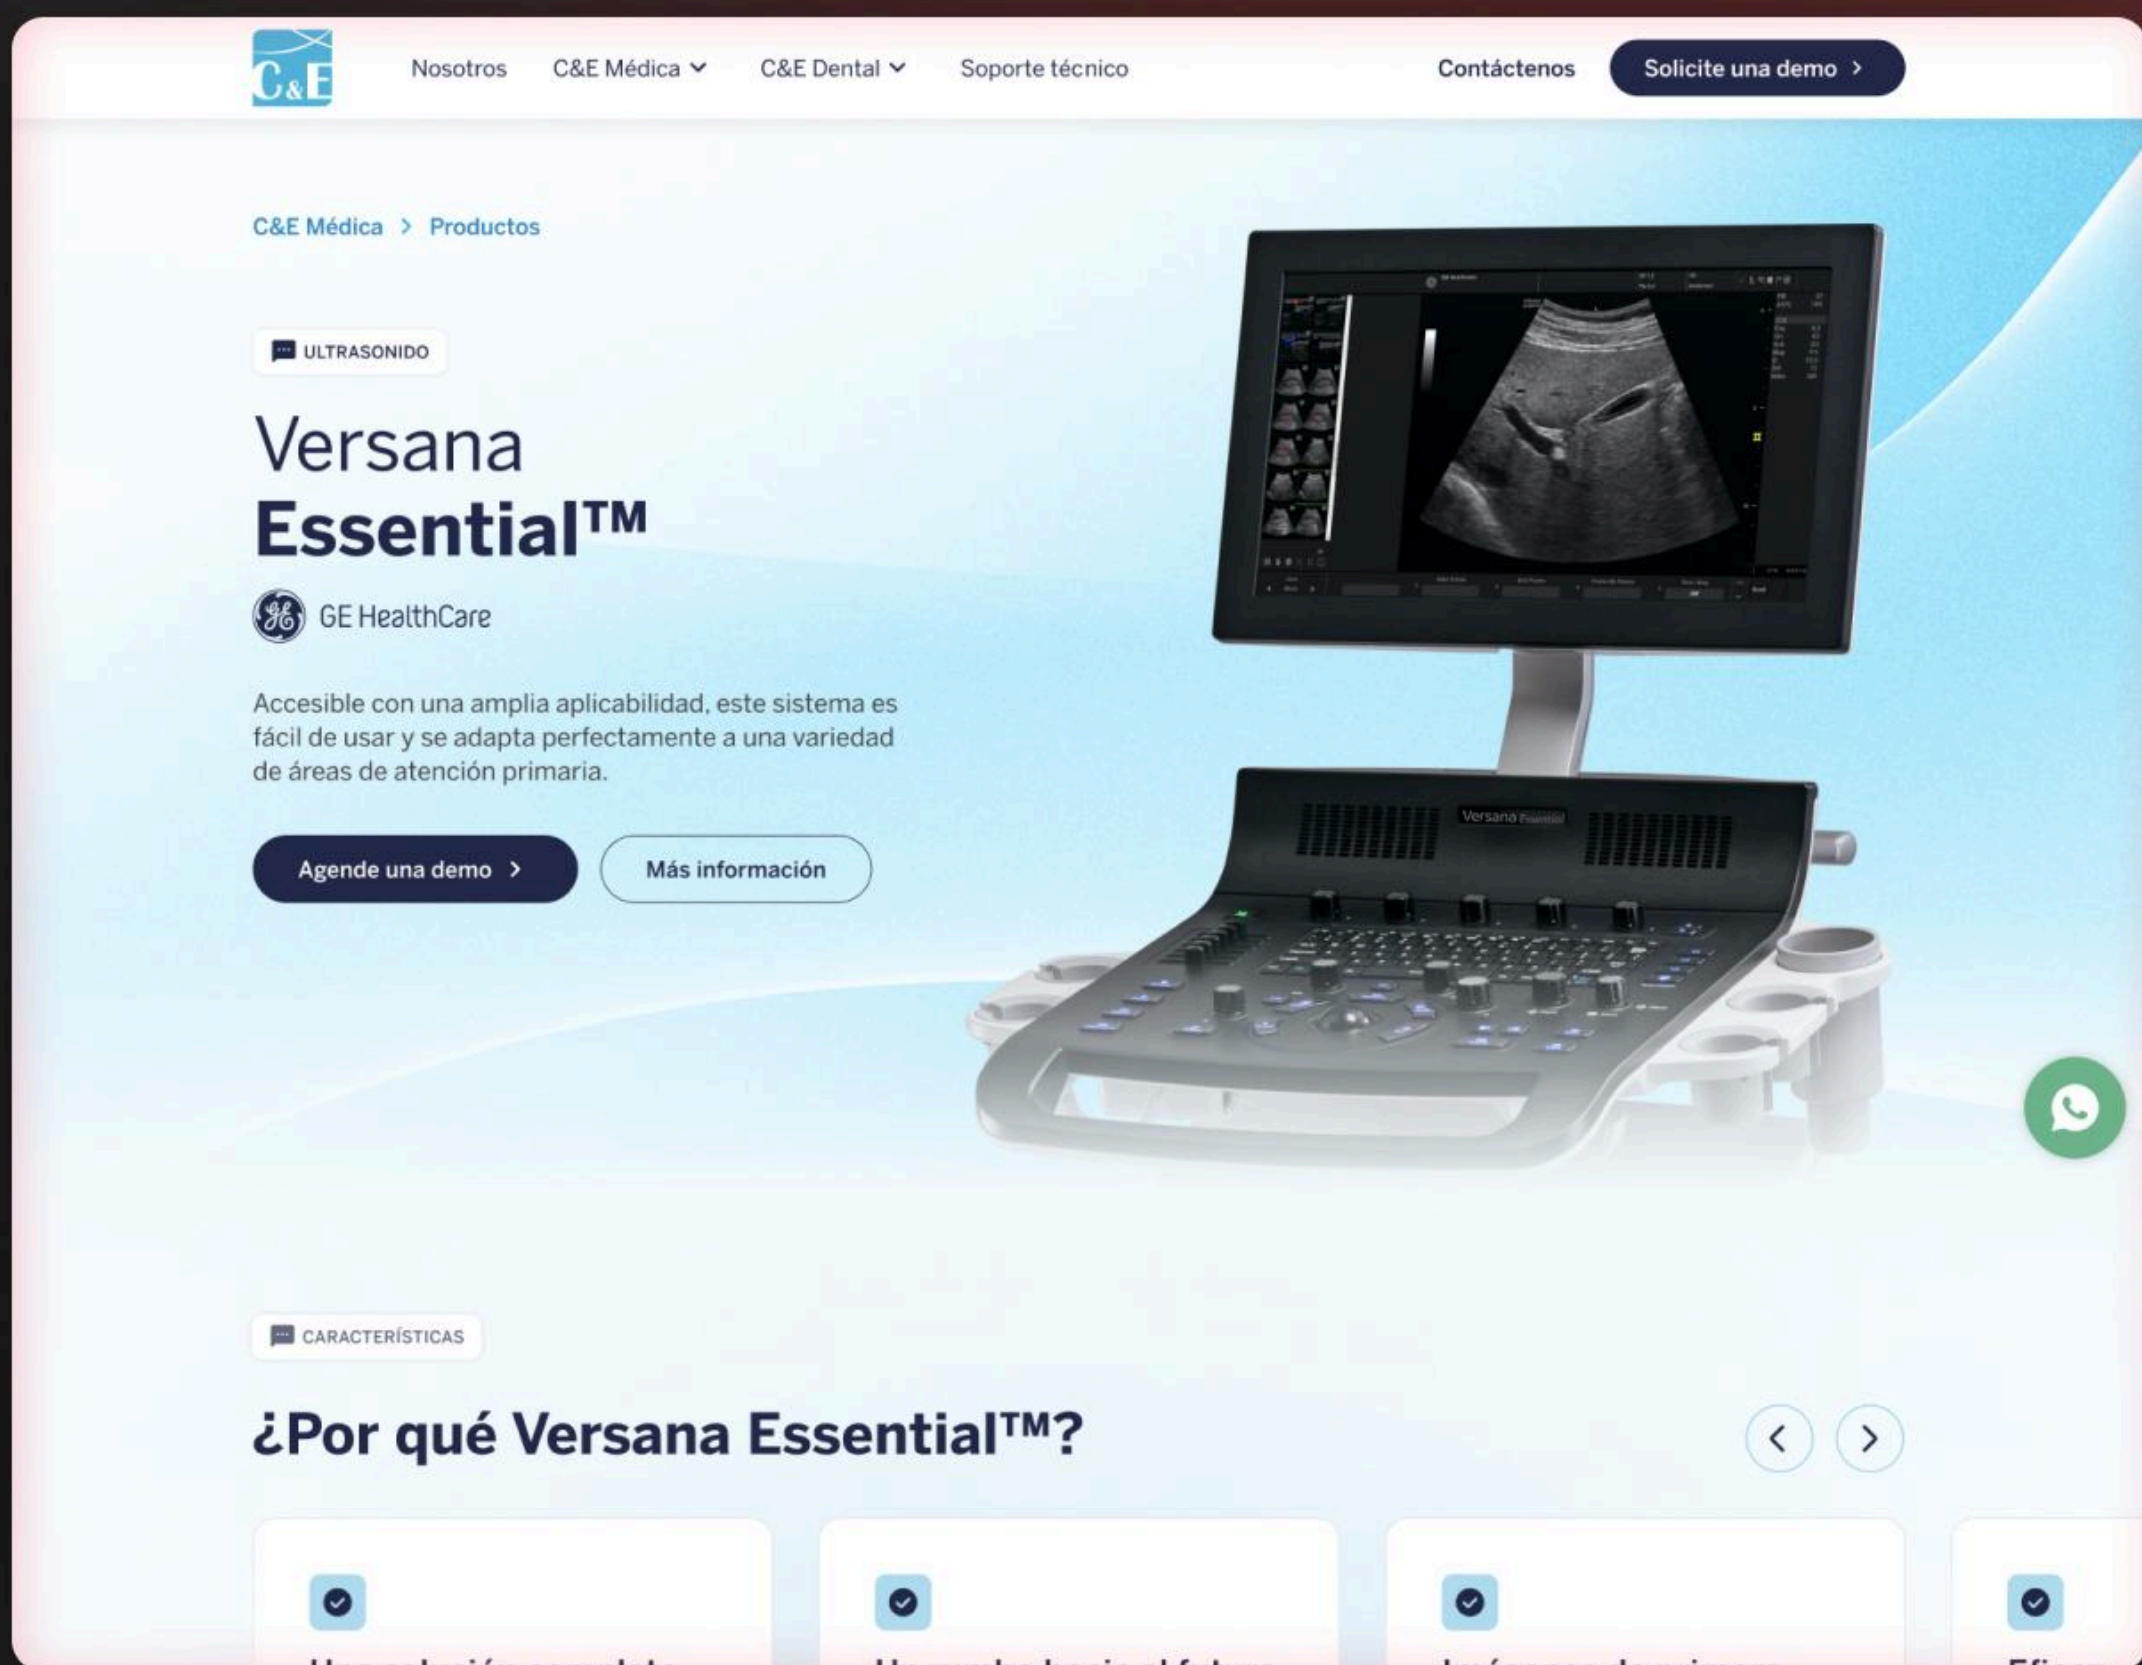 C&E
Nosotros
C&E Médica
C&E Dental
Soporte técnico
Contáctenos
Solicite una demo
C&E Médica > Productos
ULTRASONIDO
Versana
Essential™
GE HealthCare
Accesible con una amplia aplicabilidad, este sistema es
fácil de usar y se adapta perfectamente a una variedad
de áreas de atención primaria.
Agende una demo
Más información
Versana Essential
CARACTERÍSTICAS
¿Por qué Versana Essential™?